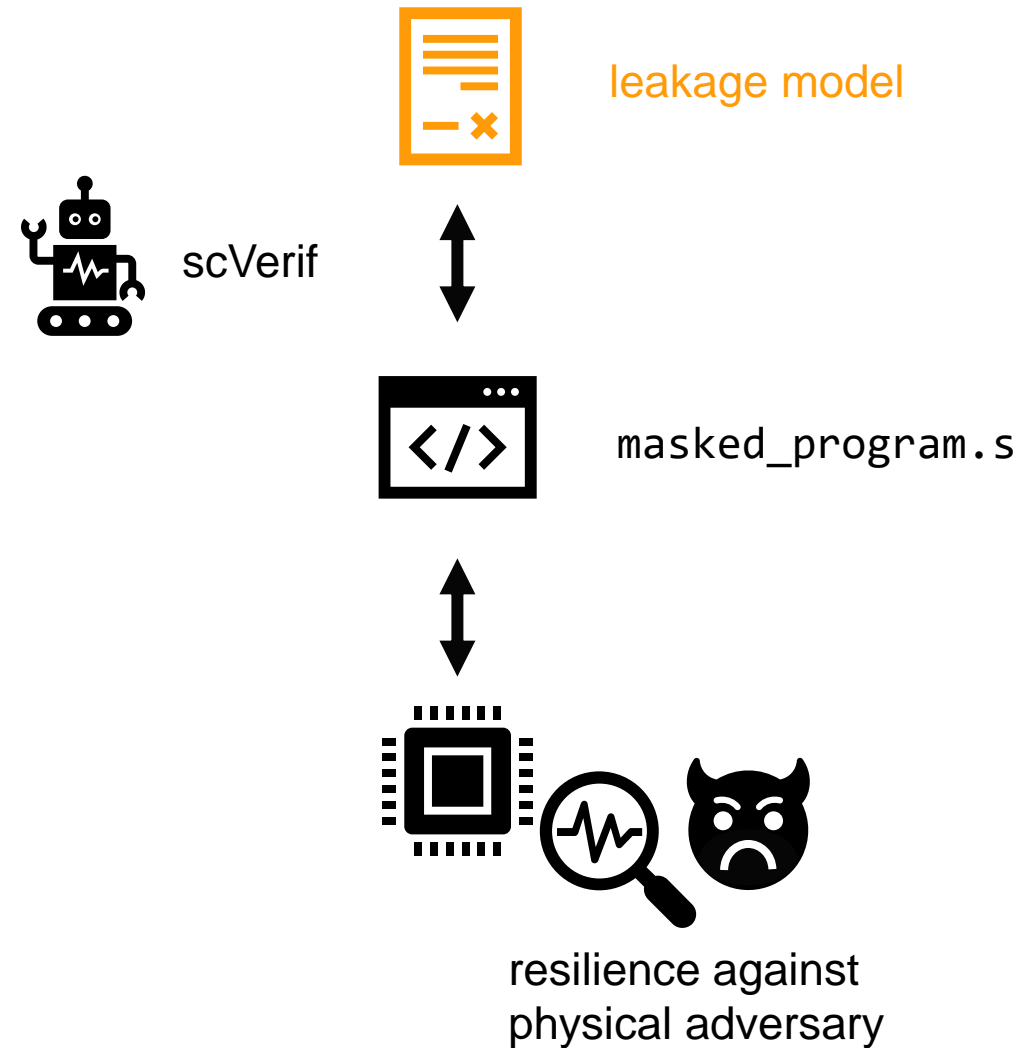 leakage model
scVerif
</>
masked_program.s
resilience against
physical adversary